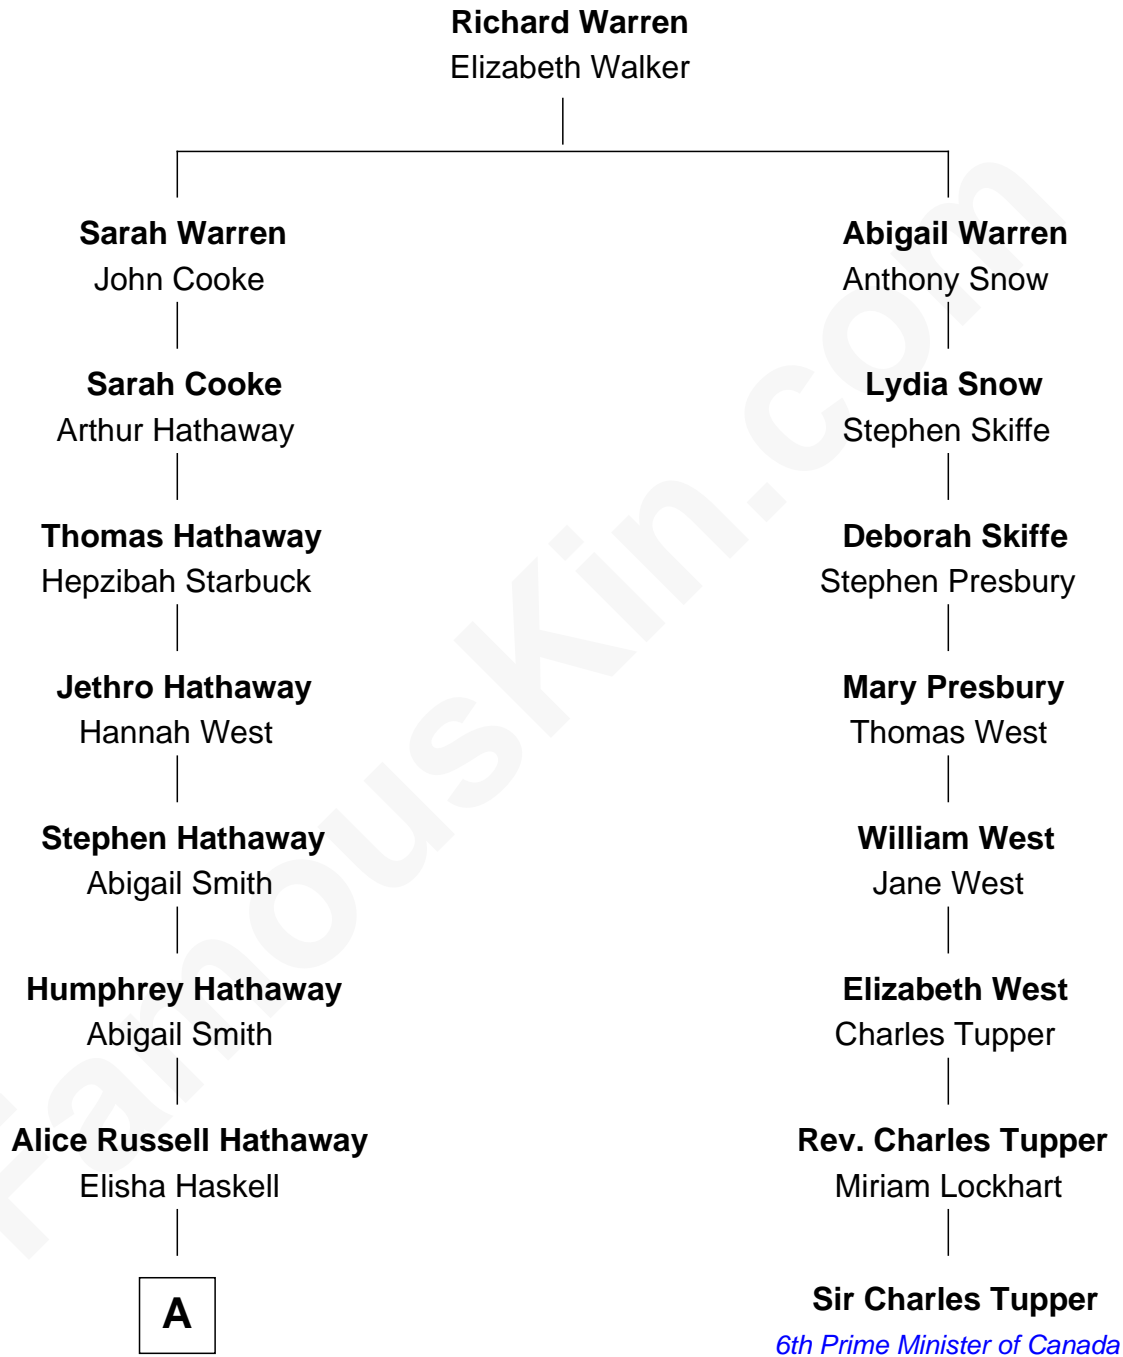 Richard Warren
Elizabeth Walker
Sarah Warren
John Cooke
Abigail Warren
Anthony Snow
Sarah Cooke
Arthur Hathaway
Lydia Snow
Stephen Skiffe
Thomas Hathaway
Hepzibah Starbuck
Deborah Skiffe
Stephen Presbury
Jethro Hathaway
Hannah West
Mary Presbury
Thomas West
Stephen Hathaway
Abigail Smith
William West
Jane West
Humphrey Hathaway
Abigail Smith
Elizabeth West
Charles Tupper
Alice Russell Hathaway
Elisha Haskell
Rev. Charles Tupper
Miriam Lockhart
A
Sir Charles Tupper
6th Prime Minister of Canada
FamousKin.com